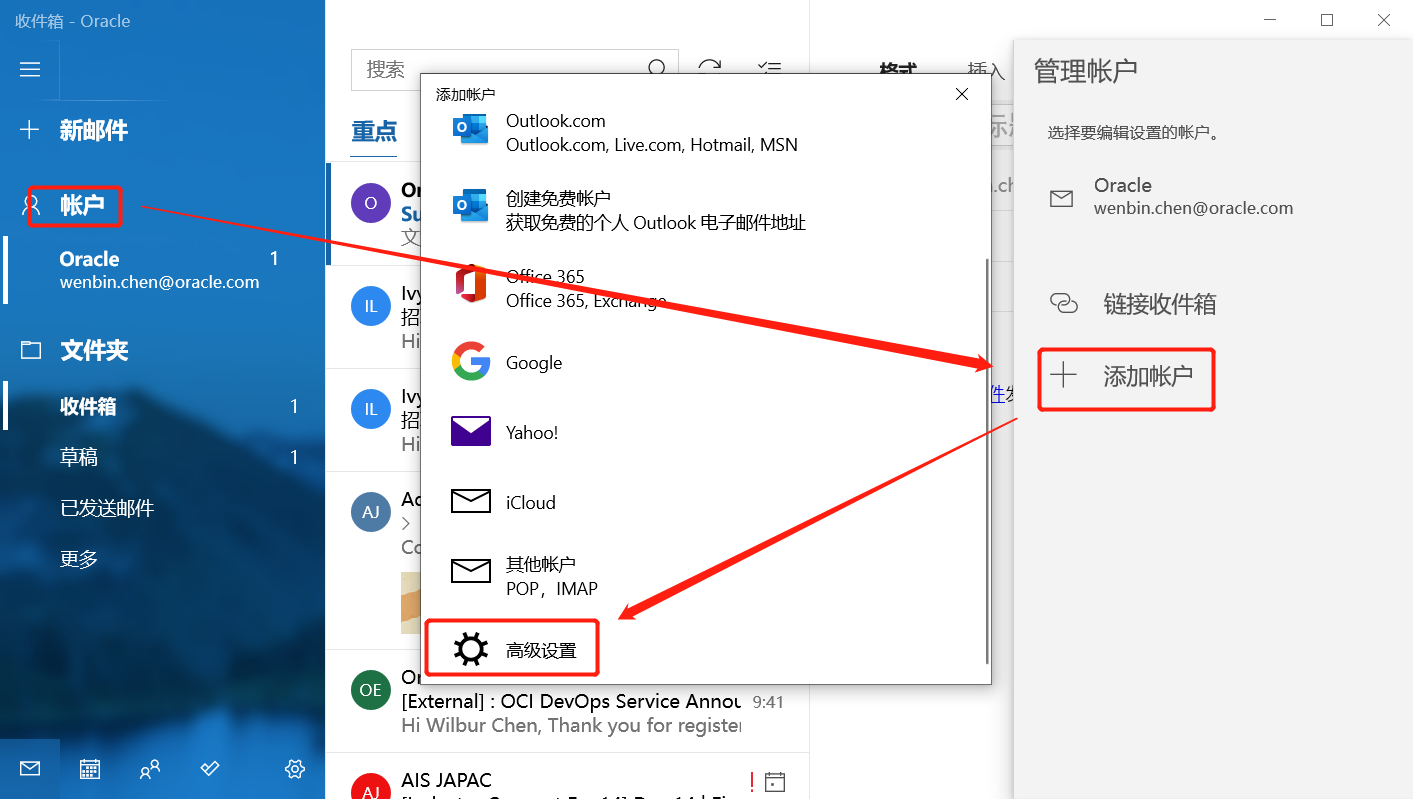 收件箱 - Oracle
新邮件
帐户
Oracle 1
wenbin.chen@oracle.com
文件夹
收件箱 1
草稿 1
已发送邮件
更多
搜索
重点
O
Su
文
IL
Ivy
Hi
IL
Ivy
Hi
AJ
Co
OE
[External] : OCI DevOps Service Annou 9:41
Hi Wilbur Chen, Thank you for register
AJ
AIS JAPAC
格式 插入
添加帐户
Outlook.com
Outlook.com, Live.com, Hotmail, MSN
创建免费帐户
获取免费的个人 Outlook 电子邮件地址
Office 365
Office 365, Exchange
Google
Yahoo!
iCloud
其他帐户
POP，IMAP
高级设置
管理帐户
选择要编辑设置的帐户。
Oracle
wenbin.chen@oracle.com
链接收件箱
添加帐户